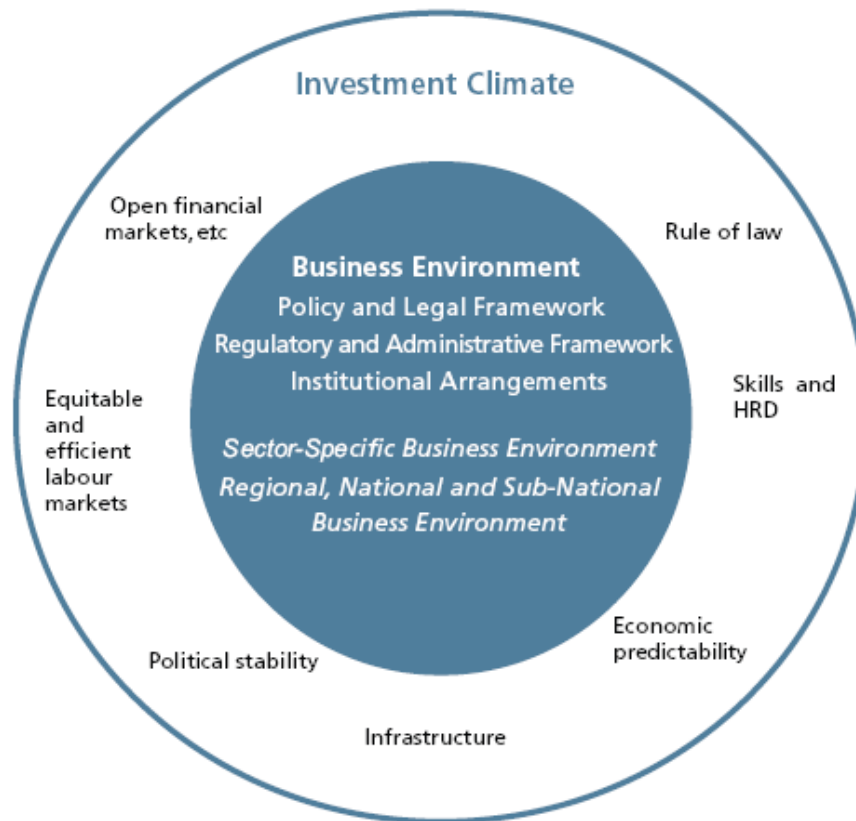 Investment Climate
Open financial
markets, etc
Rule of law
Business Environment
Policy and Legal Framework
Regulatory and Administrative Framework
Institutional Arrangements
Sector-Specific Business Environment
Regional, National and Sub-National
Business Environment
Equitable
and
efficient
labour
markets
Skills and
HRD
Political stability
Economic
predictability
Infrastructure